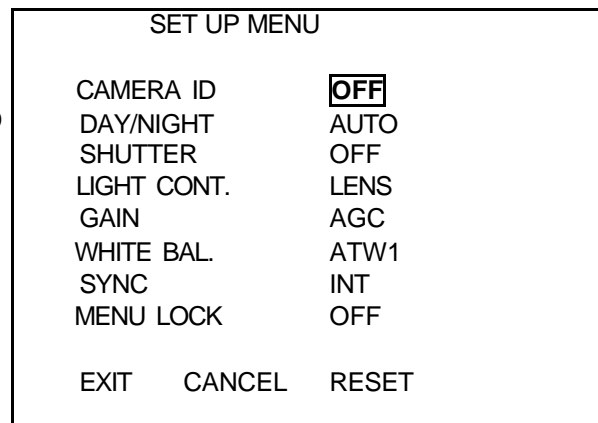 SET UP MENU
CAMERA ID OFF
DAY/NIGHT AUTO
SHUTTER OFF
LIGHT CONT. LENS
GAIN AGC
WHITE BAL. ATW1
SYNC INT
MENU LOCK OFF
EXIT CANCEL RESET